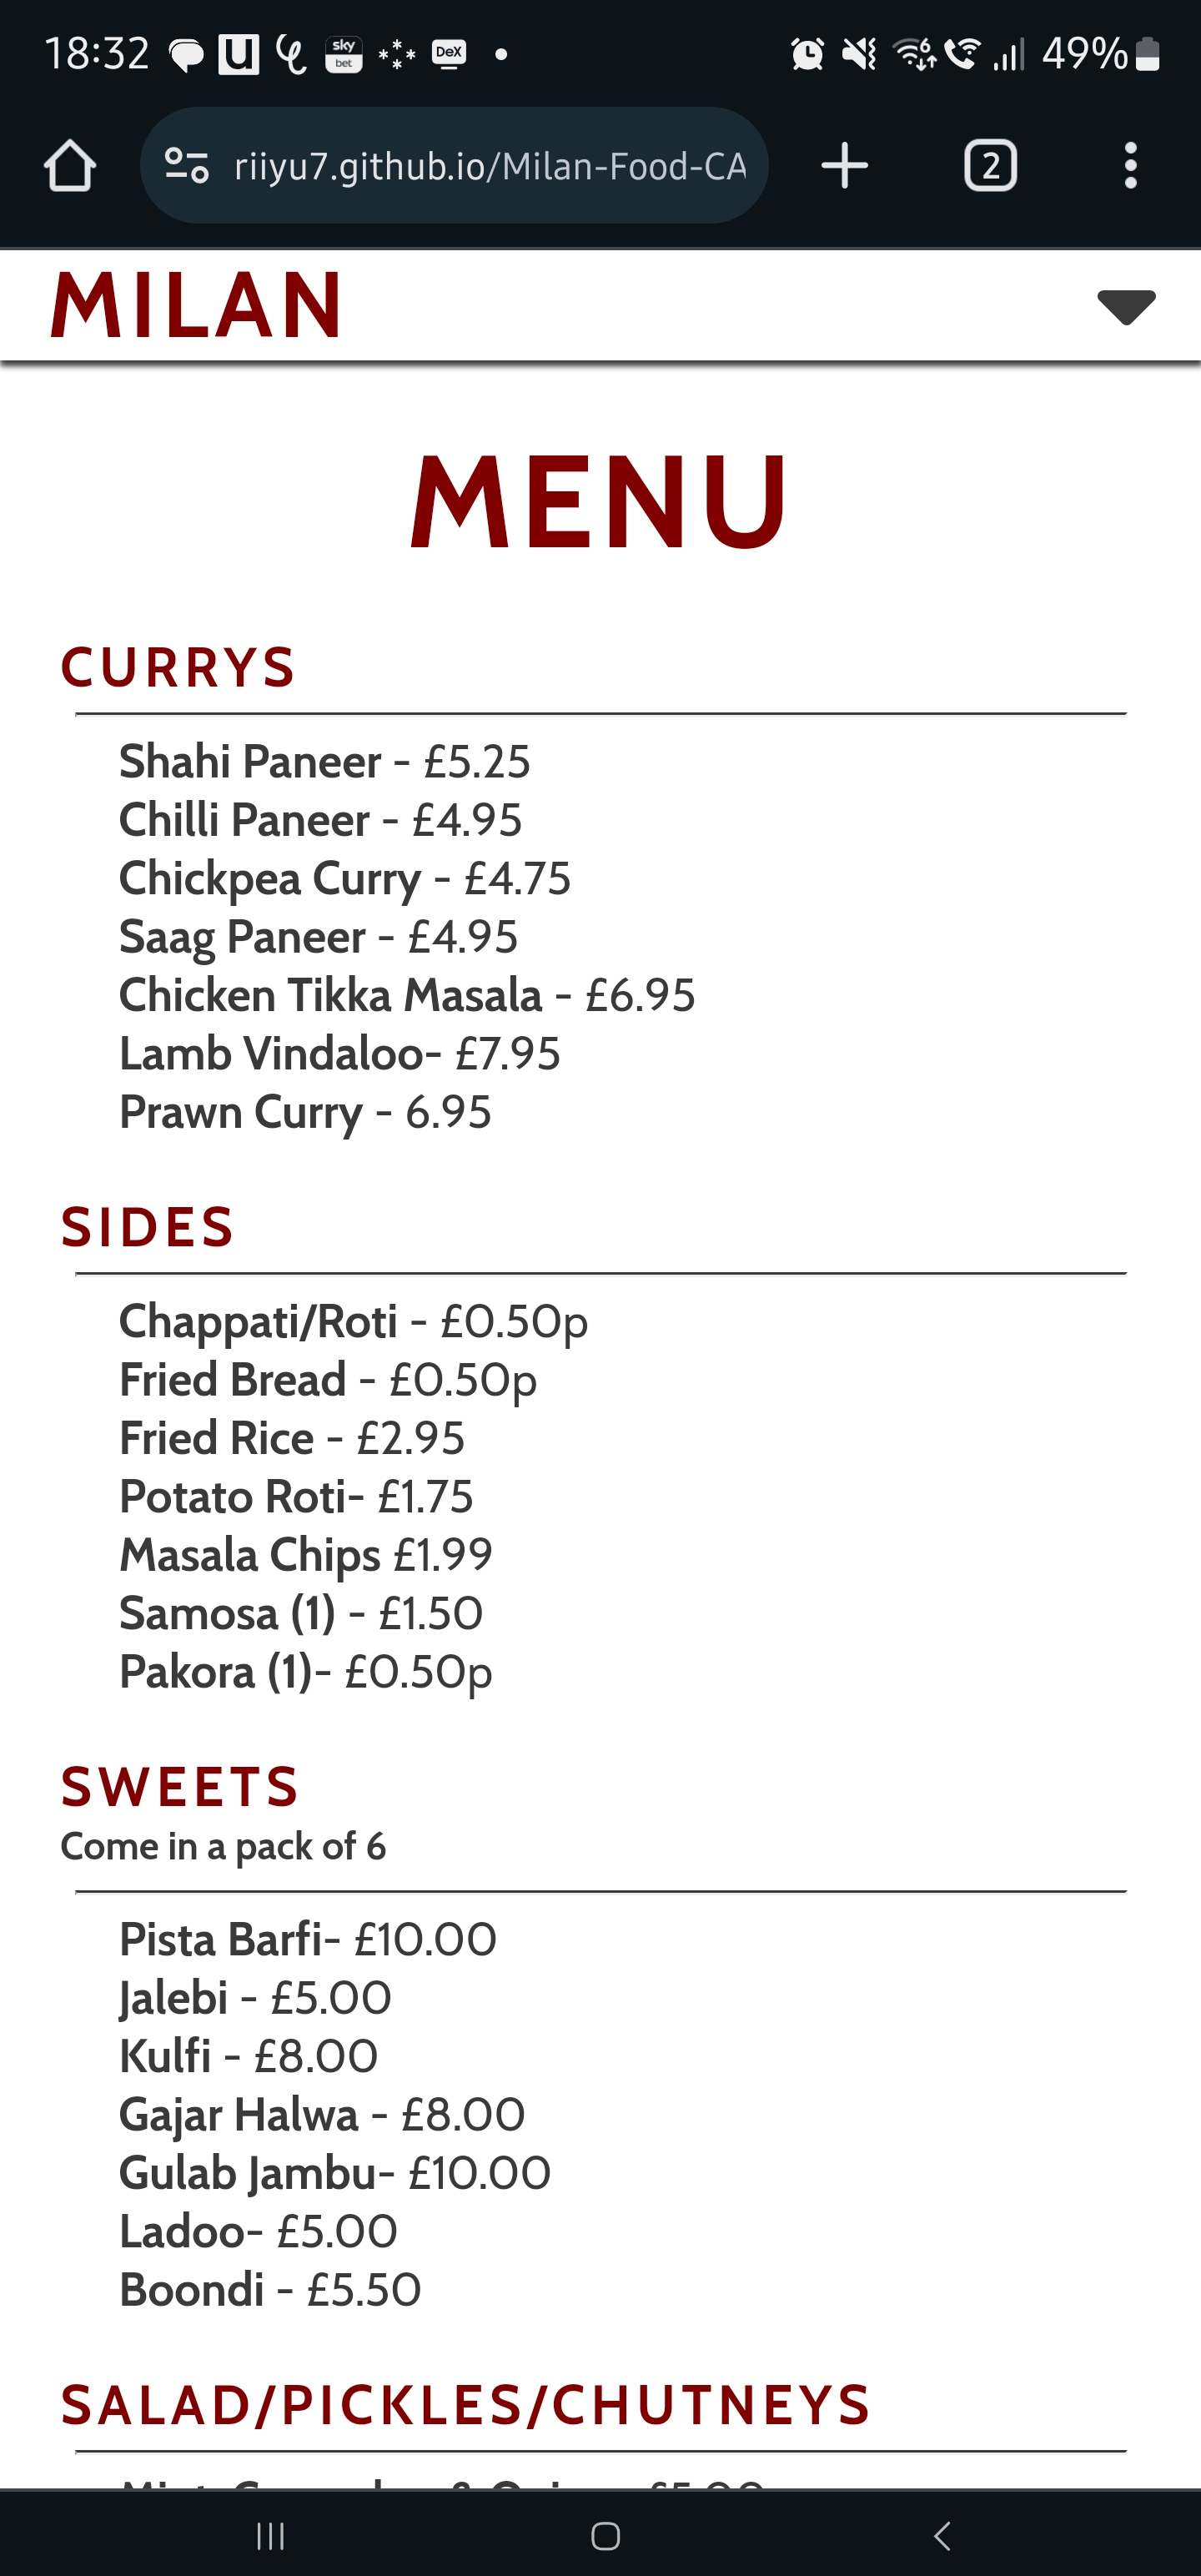 18:32
sky
bet
DeX
49%
riiyu7.github.io/Milan-Food-CA
2
MILAN
MENU
CURRYS
Shahi Paneer - £5.25
Chilli Paneer - £4.95
Chickpea Curry - £4.75
Saag Paneer - £4.95
Chicken Tikka Masala - £6.95
Lamb Vindaloo- £7.95
Prawn Curry - 6.95
SIDES
Chappati/Roti - £0.50p
Fried Bread - £0.50p
Fried Rice - £2.95
Potato Roti- £1.75
Masala Chips £1.99
Samosa (1) - £1.50
Pakora (1)- £0.50p
SWEETS
Come in a pack of 6
Pista Barfi- £10.00
Jalebi - £5.00
Kulfi - £8.00
Gajar Halwa - £8.00
Gulab Jambu- £10.00
Ladoo- £5.00
Boondi - £5.50
SALAD/PICKLES/CHUTNEYS